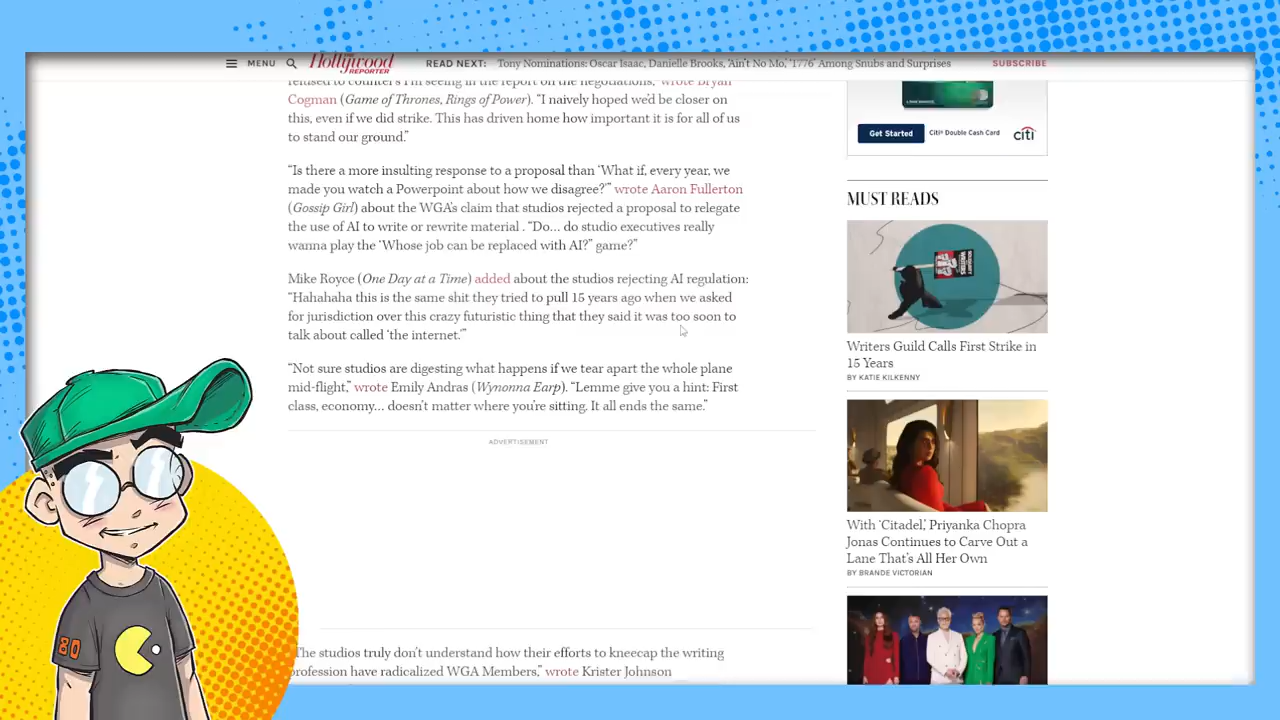 MENU
Hollywood
REPORTER
READ NEXT: Tony Nominations: Oscar Isaac, Danielle Brooks, ‘Ain’t No Mo,’ ‘1776’ Among Snubs and Surprises
SUBSCRIBE
refused to counter’s I’m seeing in the report on the negotiations,” wrote Bryan
Cogman (Game of Thrones, Rings of Power). “I naively hoped we’d be closer on
this, even if we did strike. This has driven home how important it is for all of us
to stand our ground.”
“Is there a more insulting response to a proposal than ‘What if, every year, we
made you watch a Powerpoint about how we disagree?’” wrote Aaron Fullerton
(Gossip Girl) about the WGA’s claim that studios rejected a proposal to relegate
the use of AI to write or rewrite material . “Do… do studio executives really
wanna play the ‘Whose job can be replaced with AI?” game?”
Mike Royce (One Day at a Time) added about the studios rejecting AI regulation:
“Hahahaha this is the same shit they tried to pull 15 years ago when we asked
for jurisdiction over this crazy futuristic thing that they said it was too soon to
talk about called ‘the internet.’”
“Not sure studios are digesting what happens if we tear apart the whole plane
mid-flight,” wrote Emily Andras (Wynonna Earp). “Lemme give you a hint: First
class, economy… doesn’t matter where you’re sitting. It all ends the same.”
ADVERTISEMENT
The studios truly don’t understand how their efforts to kneecap the writing
profession have radicalized WGA Members,” wrote Krister Johnson
Get Started
Citi® Double Cash Card
citi
MUST READS
Writers Guild Calls First Strike in
15 Years
BY KATIE KILKENNY
With ‘Citadel,’ Priyanka Chopra
Jonas Continues to Carve Out a
Lane That’s All Her Own
BY BRANDE VICTORIAN
80